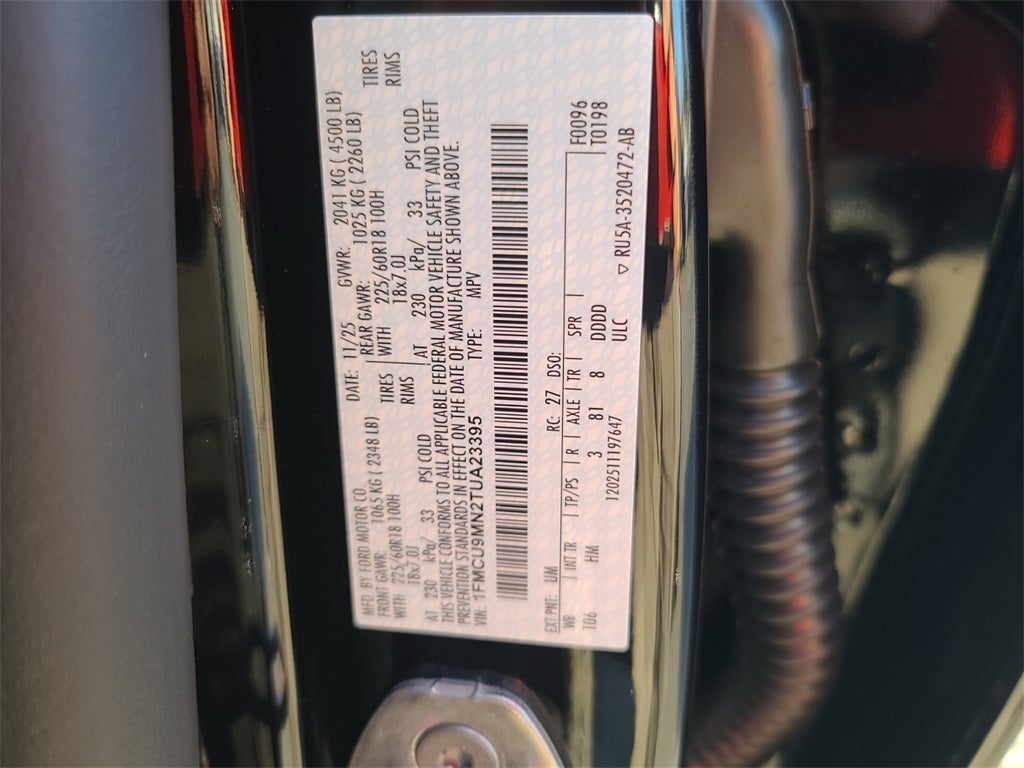 MFD. BY FORD MOTOR CO. DATE: 11/25 GVWR: 2041 KG ( 4500 LB)
FRONT GAWR: 1065 KG ( 2348 LB) REAR GAWR: 1025 KG ( 2260 LB)
WITH 225/60R18 100H TIRES WITH 225/60R18 100H TIRES
18x7.0J RIMS 18x7.0J RIMS
AT 230 kPa/ 33 PSI COLD AT 230 kPa/ 33 PSI COLD
THIS VEHICLE CONFORMS TO ALL APPLICABLE FEDERAL MOTOR VEHICLE SAFETY AND THEFT
PREVENTION STANDARDS IN EFFECT ON THE DATE OF MANUFACTURE SHOWN ABOVE.
VIN: 1FMCU9MN2TUA23395 TYPE: MPV
EXT PNT: UM RC: 27 DSO: F0096
WB | INT TR | TP/PS | R | AXLE | TR | SPR | T0198
106 HM 3 81 8 DDDD
1202511197647 ULC ▽ RU5A-3520472-AB